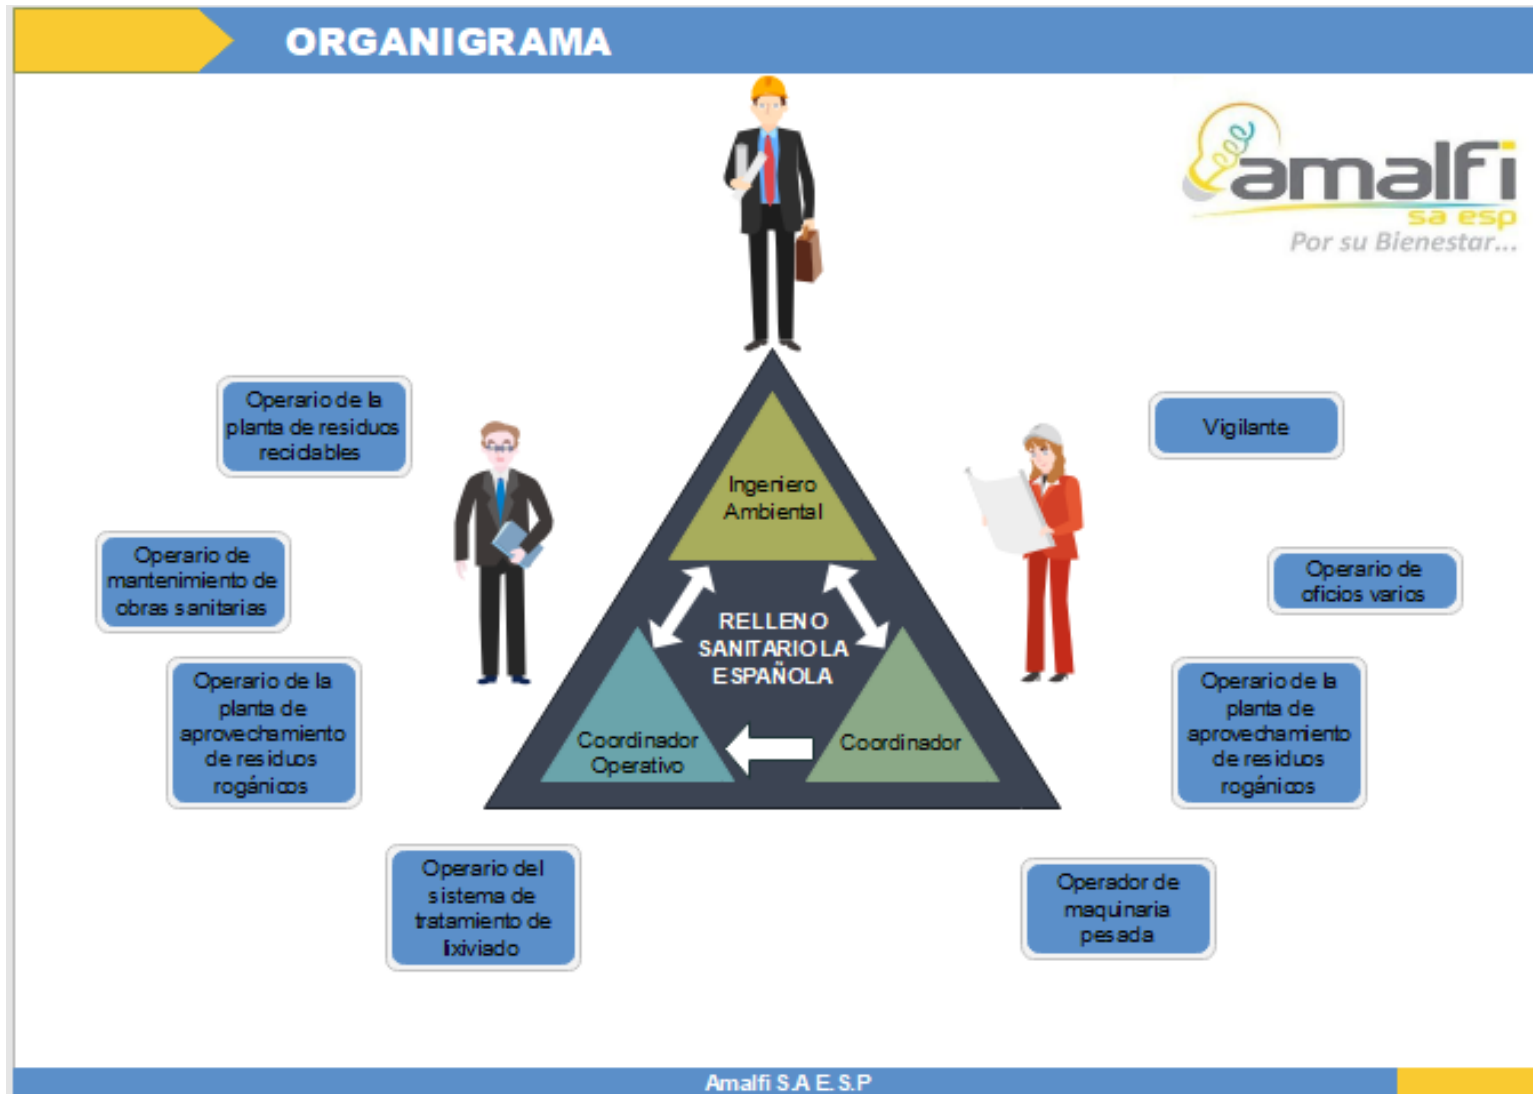 ORGANIGRAMA
amalfi
sa esp
Por su Bienestar...
Operario de la
planta de residuos
reciclables
Vigilante
Ingeniero
Ambiental
Operario de
mantenimiento de
obras sanitarias
Operario de
oficios varios
RELLENO
SANITARIO LA
ESPAÑOLA
Operario de la
planta de
aprovechamiento
de residuos
rogánicos
Coordinador
Operativo
Coordinador
Operario de la
planta de
aprovechamiento
de residuos
rogánicos
Operario del
sistema de
tratamiento de
lixiviado
Operador de
maquinaria
pesada
Amalfi S.A E.S.P